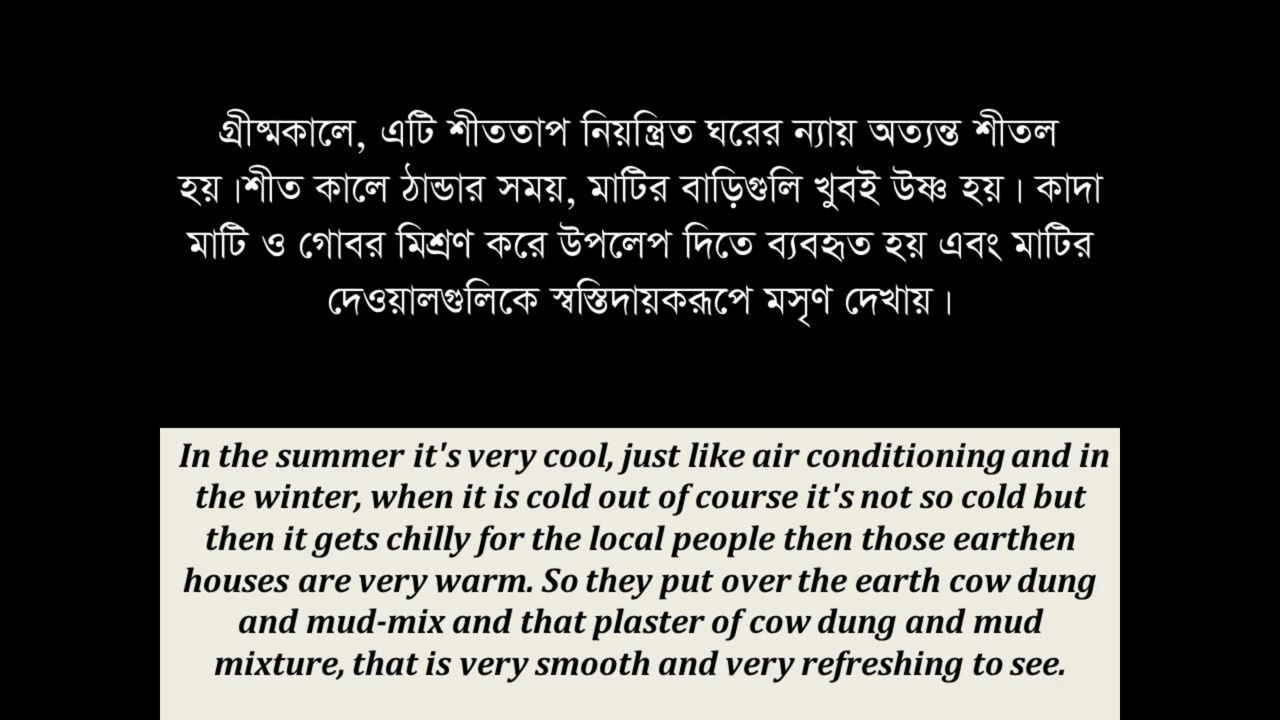 গ্রীষ্মকালে, এটি শীততাপ নিয়ন্ত্রিত ঘরের ন্যায় অত্যন্ত শীতল
হয় ।শীত কালে ঠান্ডার সময়, মাটির বাড়িগুলি খুবই উষ্ণ হয় । কাদা
মাটি ও গোবর মিশ্রণ করে উপলেপ দিতে ব্যবহৃত হয় এবং মাটির
দেওয়ালগুলিকে স্বস্তিদায়করূপে মসৃণ দেখায় ।
In the summer it's very cool, just like air conditioning and in
the winter, when it is cold out of course it's not so cold but
then it gets chilly for the local people then those earthen
houses are very warm. So they put over the earth cow dung
and mud-mix and that plaster of cow dung and mud
mixture, that is very smooth and very refreshing to see.